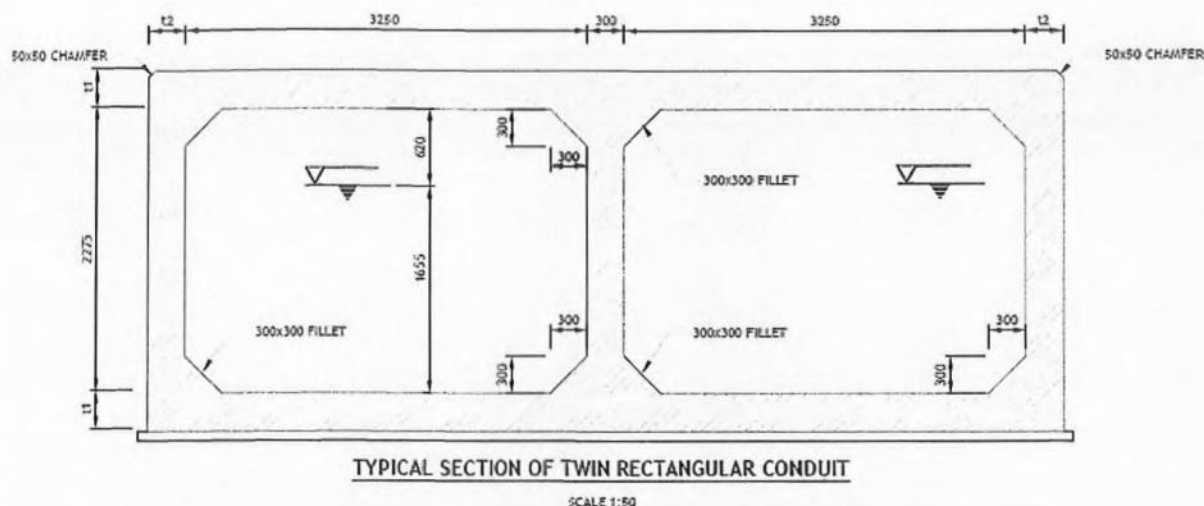 t2 3250 300 3250 t2
50x50 CHAMFER
50x50 CHAMFER
t1
620
300
300
300x300 FILLET
2275
1655
300x300 FILLET
300
300x300 FILLET
300
300
300
t1
TYPICAL SECTION OF TWIN RECTANGULAR CONDUIT
SCALE 1:50